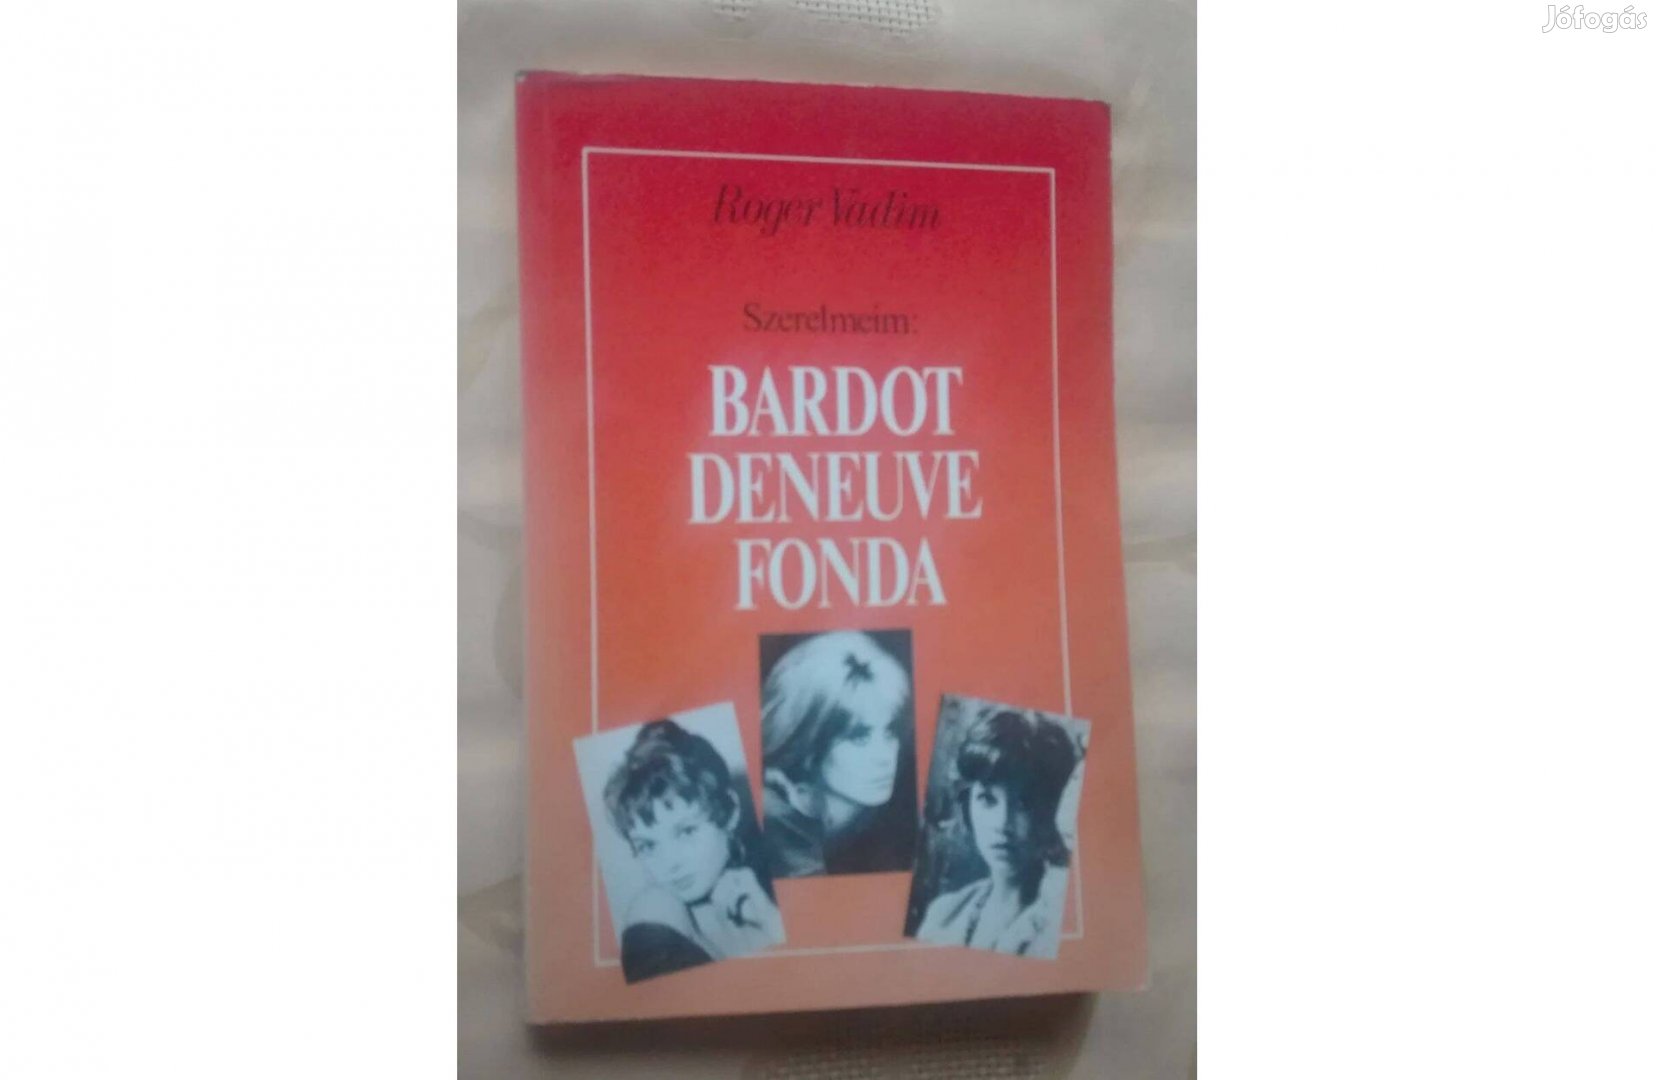 Jófogás
Roger Vadim
Szerelmeim:
BARDOT
DENEUVE
FONDA